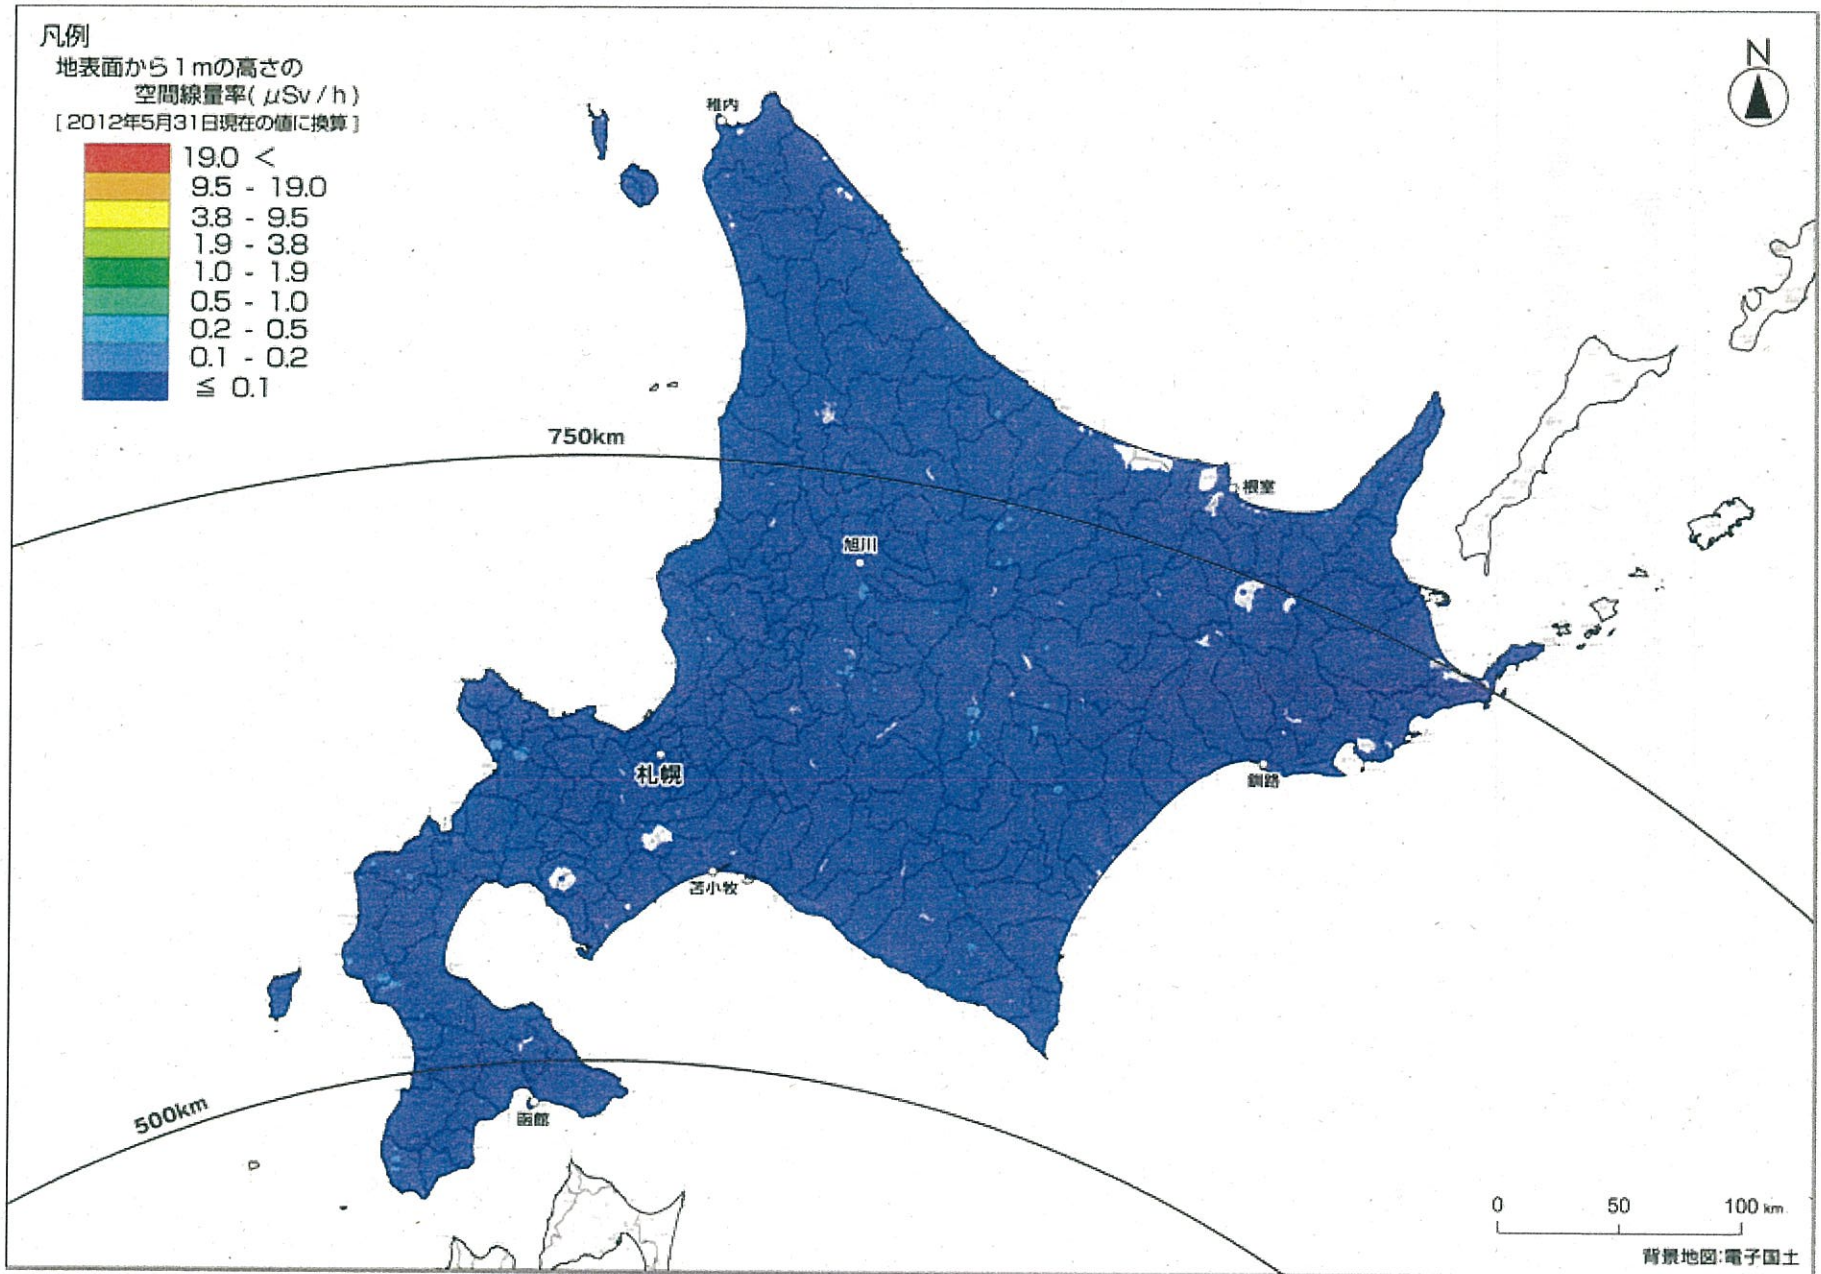 凡例
地表面から1mの高さの
空間線量率( μSv / h )
[ 2012年5月31日現在の値に換算 ]
19.0 <
9.5 - 19.0
3.8 - 9.5
1.9 - 3.8
1.0 - 1.9
0.5 - 1.0
0.2 - 0.5
0.1 - 0.2
≦ 0.1
N
稚内
750km
根室
旭川
札幌
釧路
苫小牧
500km
函館
0 50 100 km
背景地図:電子国土